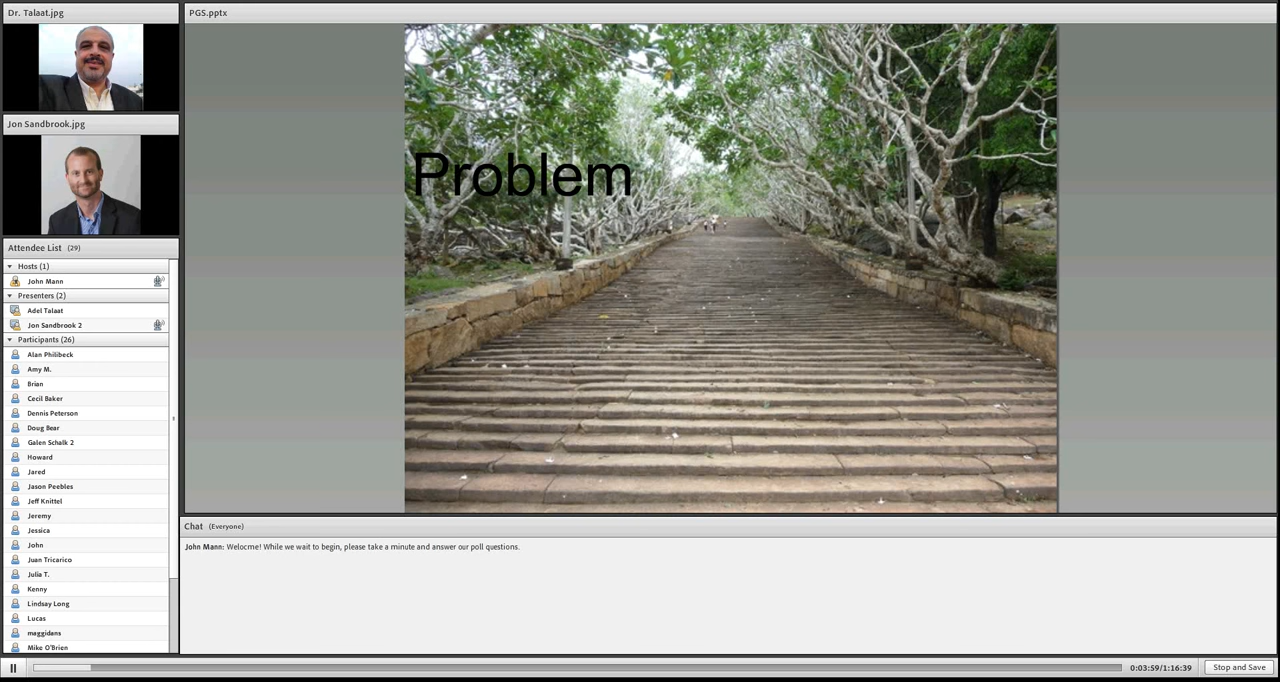 Dr. Talaat.jpg
Jon Sandbrook.jpg
Attendee List (29)
Hosts (1)
John Mann
Presenters (2)
Adel Talaat
Jon Sandbrook 2
Participants (26)
Alan Philibeck
Amy M.
Brian
Cecil Baker
Dennis Peterson
Doug Bear
Galen Schalk 2
Howard
Jared
Jason Peebles
Jeff Knittel
Jeremy
Jessica
John
Juan Tricarico
Julia T.
Kenny
Lindsay Long
Lucas
maggidans
Mike O'Brien
PGS.pptx
Problem
Chat (Everyone)
John Mann: Welcme! While we wait to begin, please take a minute and answer our poll questions.
0:03:59/1:16:39
Stop and Save